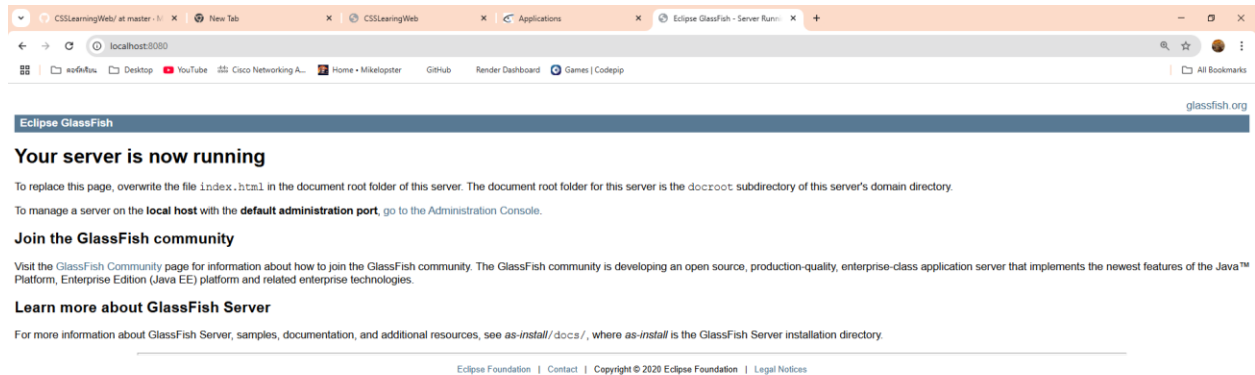 CSSLearningWeb/ at master · M
New Tab
CSSLearingWeb
Applications
Eclipse GlassFish - Server Runni
localhost:8080
Desktop
YouTube
Cisco Networking A...
Home • Mikelopster
GitHub
Render Dashboard
Games | Codepip
All Bookmarks
glassfish.org
Eclipse GlassFish
Your server is now running
To replace this page, overwrite the file index.html in the document root folder of this server. The document root folder for this server is the docroot subdirectory of this server's domain directory.
To manage a server on the local host with the default administration port, go to the Administration Console.
Join the GlassFish community
Visit the GlassFish Community page for information about how to join the GlassFish community. The GlassFish community is developing an open source, production-quality, enterprise-class application server that implements the newest features of the Java™
Platform, Enterprise Edition (Java EE) platform and related enterprise technologies.
Learn more about GlassFish Server
For more information about GlassFish Server, samples, documentation, and additional resources, see as-install/docs/, where as-install is the GlassFish Server installation directory.
Eclipse Foundation | Contact | Copyright © 2020 Eclipse Foundation | Legal Notices